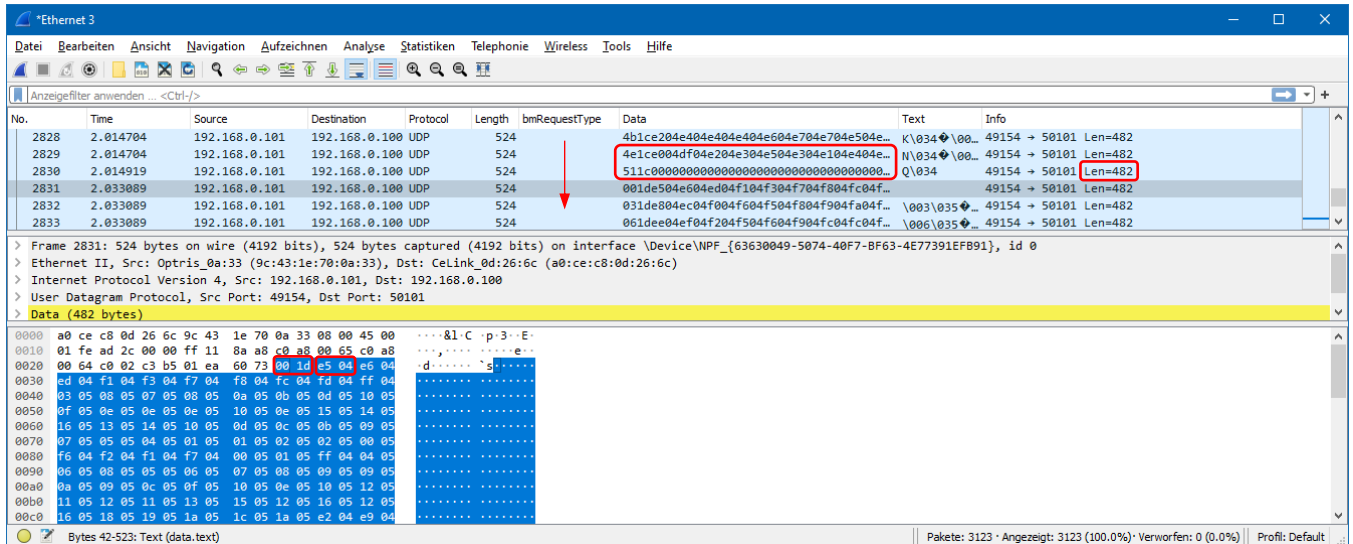 *Ethernet 3
Datei Bearbeiten Ansicht Navigation Aufzeichnen Analyse Statistiken Telephonie Wireless Tools Hilfe
Anzeigefilter anwenden ... <Ctrl-/>
No. Time Source Destination Protocol Length bmRequestType Data Text Info
2828 2.014704 192.168.0.101 192.168.0.100 UDP 524 4b1ce204e404e404e404e604e704e704e504e… K\034�\00… 49154 → 50101 Len=482
2829 2.014704 192.168.0.101 192.168.0.100 UDP 524 4e1ce004df04e204e304e504e304e104e404e… N\034�\00… 49154 → 50101 Len=482
2830 2.014919 192.168.0.101 192.168.0.100 UDP 524 511c000000000000000000000000000000000… Q\034 49154 → 50101 Len=482
2831 2.033089 192.168.0.101 192.168.0.100 UDP 524 001de504e604ed04f104f304f704f804fc04f… 49154 → 50101 Len=482
2832 2.033089 192.168.0.101 192.168.0.100 UDP 524 031de804ec04f004f604f504f804f904fa04f… \003\035�… 49154 → 50101 Len=482
2833 2.033089 192.168.0.101 192.168.0.100 UDP 524 061dee04ef04f204f504f604f904fc04fc04f… \006\035�… 49154 → 50101 Len=482
> Frame 2831: 524 bytes on wire (4192 bits), 524 bytes captured (4192 bits) on interface \Device\NPF_{63630049-5074-40F7-BF63-4E77391EFB91}, id 0
> Ethernet II, Src: Optris_0a:33 (9c:43:1e:70:0a:33), Dst: CeLink_0d:26:6c (a0:ce:c8:0d:26:6c)
> Internet Protocol Version 4, Src: 192.168.0.101, Dst: 192.168.0.100
> User Datagram Protocol, Src Port: 49154, Dst Port: 50101
> Data (482 bytes)
0000 a0 ce c8 0d 26 6c 9c 43 1e 70 0a 33 08 00 45 00 ····&l·C ·p·3··E·
0010 01 fe ad 2c 00 00 ff 11 8a a8 c0 a8 00 65 c0 a8 ···,···· ·····e··
0020 00 64 c0 02 c3 b5 01 ea 60 73 00 1d e5 04 e6 04 ·d······ `s······
0030 ed 04 f1 04 f3 04 f7 04 f8 04 fc 04 fd 04 ff 04 ········ ········
0040 03 05 08 05 07 05 08 05 0a 05 0b 05 0d 05 10 05 ········ ········
0050 0f 05 0e 05 0e 05 0e 05 10 05 0e 05 15 05 14 05 ········ ········
0060 16 05 13 05 14 05 10 05 0d 05 0c 05 0b 05 09 05 ········ ········
0070 07 05 05 05 04 05 01 05 01 05 02 05 02 05 00 05 ········ ········
0080 f6 04 f2 04 f1 04 f7 04 00 05 01 05 ff 04 04 05 ········ ········
0090 06 05 08 05 05 05 06 05 07 05 08 05 09 05 09 05 ········ ········
00a0 0a 05 09 05 0c 05 0f 05 10 05 0e 05 10 05 12 05 ········ ········
00b0 11 05 12 05 11 05 13 05 15 05 12 05 16 05 12 05 ········ ········
00c0 16 05 18 05 19 05 1a 05 1c 05 1a 05 e2 04 e9 04 ········ ········
Bytes 42-523: Text (data.text) Pakete: 3123 · Angezeigt: 3123 (100.0%) · Verworfen: 0 (0.0%) Profil: Default